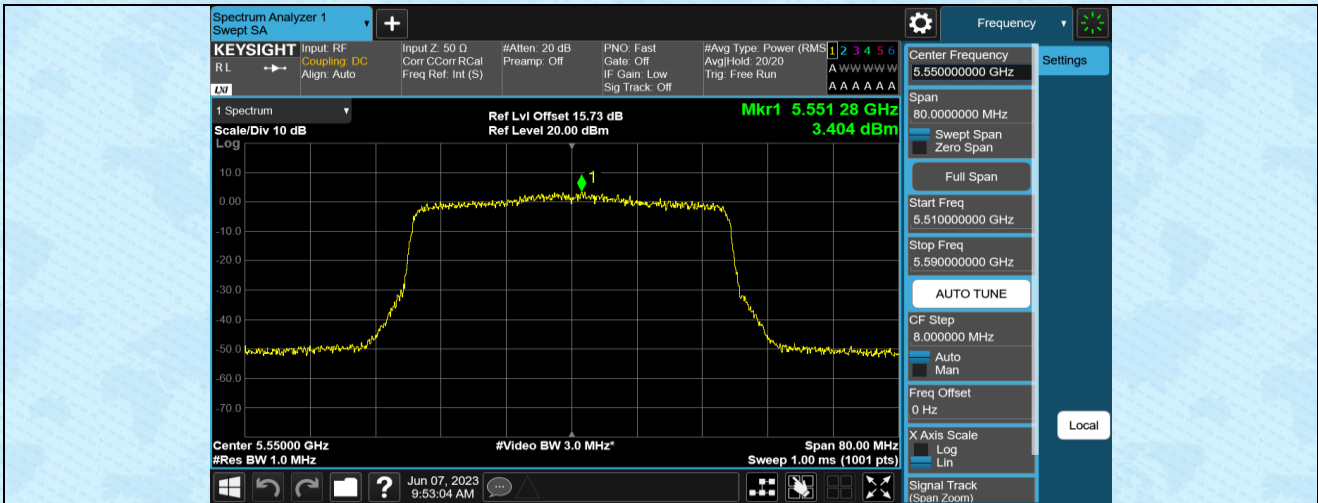 Spectrum Analyzer 1
Swept SA
Frequency
KEYSIGHT
RL
LXI
Input: RF
Coupling: DC
Align: Auto
Input Z: 50 Ω
Corr CCorr RCal
Freq Ref: Int (S)
#Atten: 20 dB
Preamp: Off
PNO: Fast
Gate: Off
IF Gain: Low
Sig Track: Off
#Avg Type: Power (RMS
Avg|Hold: 20/20
Trig: Free Run
1 2 3 4 5 6
A W W W W W
A A A A A A
1 Spectrum
Scale/Div 10 dB
Log
Ref Lvl Offset 15.73 dB
Ref Level 20.00 dBm
Mkr1 5.551 28 GHz
3.404 dBm
1
10.0
0.00
-10.0
-20.0
-30.0
-40.0
-50.0
-60.0
-70.0
Center 5.55000 GHz
#Res BW 1.0 MHz
#Video BW 3.0 MHz*
Span 80.00 MHz
Sweep 1.00 ms (1001 pts)
Center Frequency
5.550000000 GHz
Span
80.0000000 MHz
Swept Span
Zero Span
Full Span
Start Freq
5.510000000 GHz
Stop Freq
5.590000000 GHz
AUTO TUNE
CF Step
8.000000 MHz
Auto
Man
Freq Offset
0 Hz
X Axis Scale
Log
Lin
Signal Track
(Span Zoom)
Settings
Local
?
Jun 07, 2023
9:53:04 AM